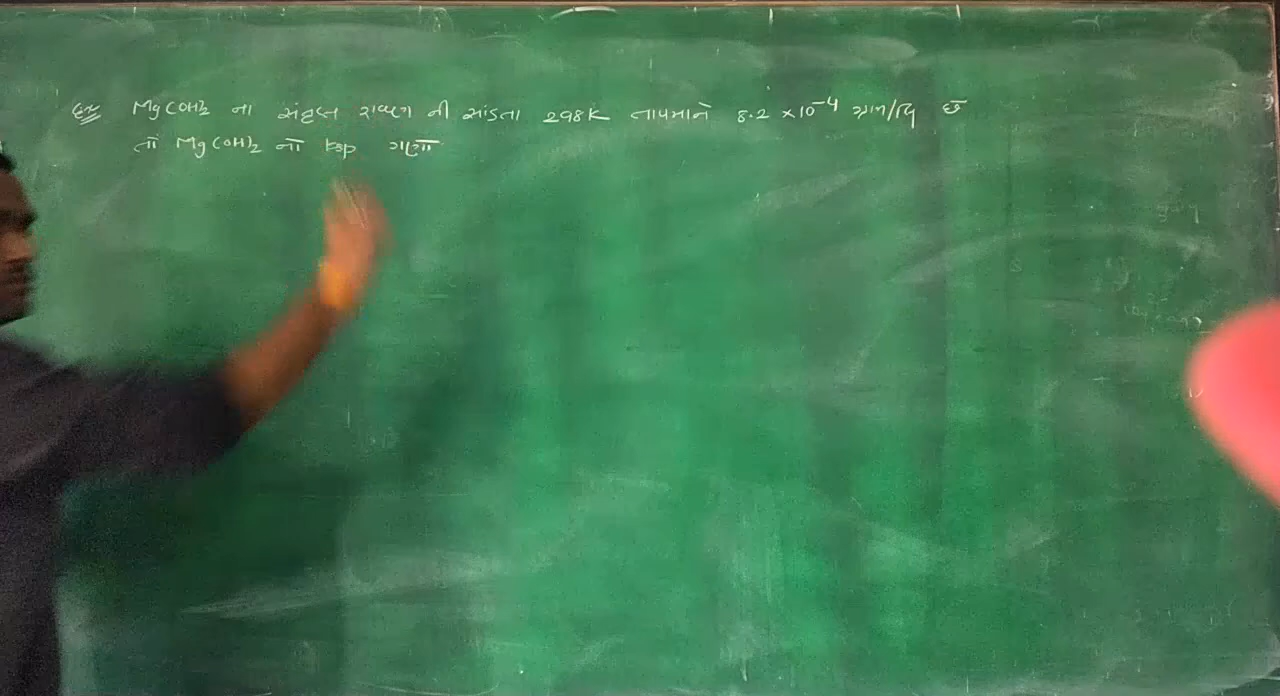 Mg(OH)2 ના સંતૃપ્ત દ્રાવણ ની સાંદ્રતા 298K તાપમાને 8.2 ×10⁻⁴ ગ્રામ/લિ છે
તો Mg(OH)2 નો Ksp ગણો